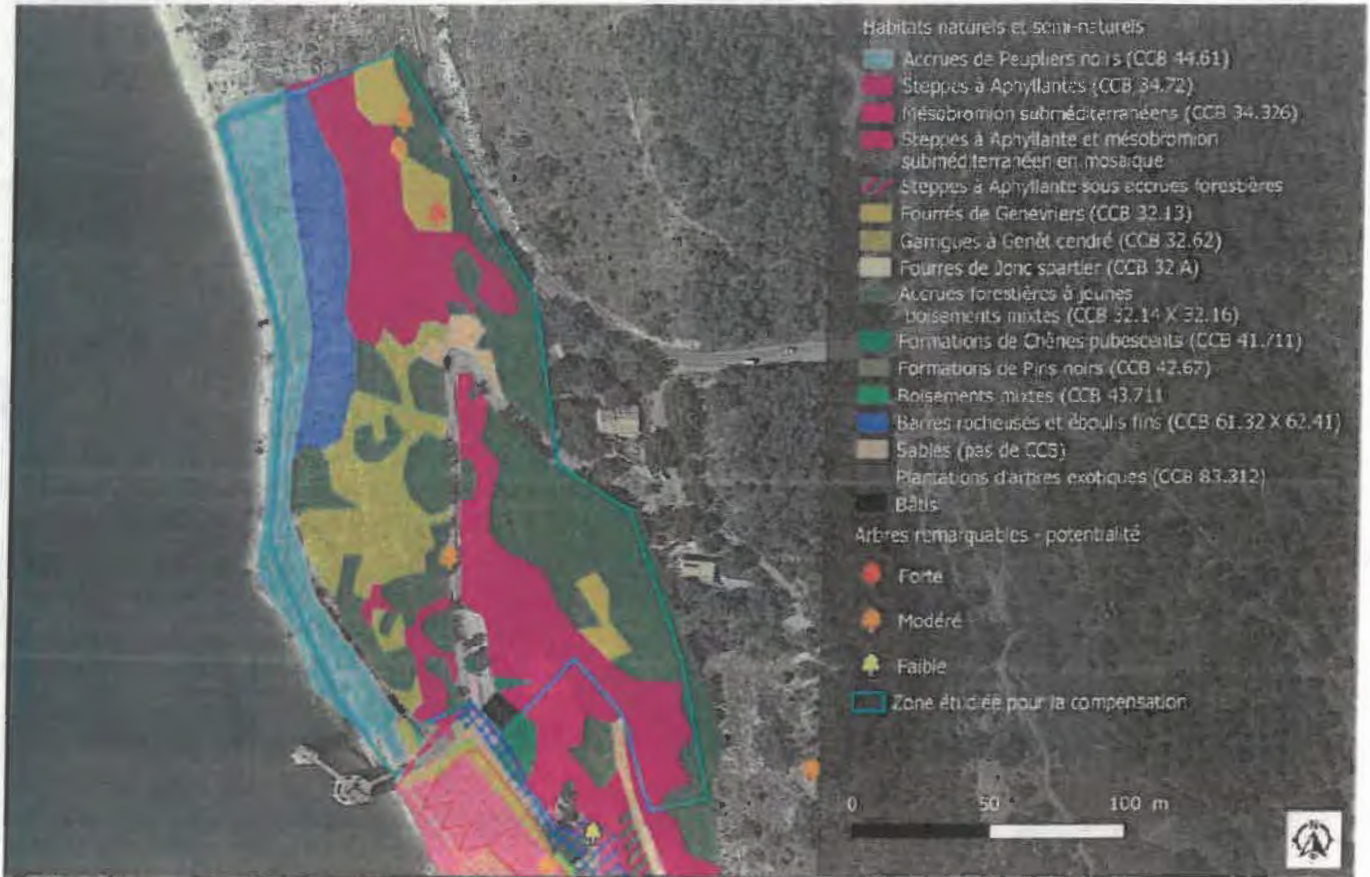 Habitats naturels et semi-naturels
Accrues de Peupliers noirs (CCB 44.61)
Steppes à Aphyllantes (CCB 34.72)
Mésobromion subméditerranéens (CCB 34.326)
Steppes à Aphyllante et mésobromion
subméditerranéen en mosaïque
Steppes à Aphyllante sous accrues forestières
Fourrés de Genévriers (CCB 32.13)
Garrigues à Genêt cendré (CCB 32.62)
Fourrés de Jonc spartier (CCB 32.A)
Accrues forestières à jeunes
boisements mixtes (CCB 32.14 X 32.16)
Formations de Chênes pubescents (CCB 41.711)
Formations de Pins noirs (CCB 42.67)
Boisements mixtes (CCB 43.711
Barres rocheuses et éboulis fins (CCB 61.32 X 62.41)
Sables (pas de CCB)
Plantations d'arbres exotiques (CCB 83.312)
Bâtis
Arbres remarquables - potentialité
Forte
Modéré
Faible
Zone étudiée pour la compensation
0 50 100 m